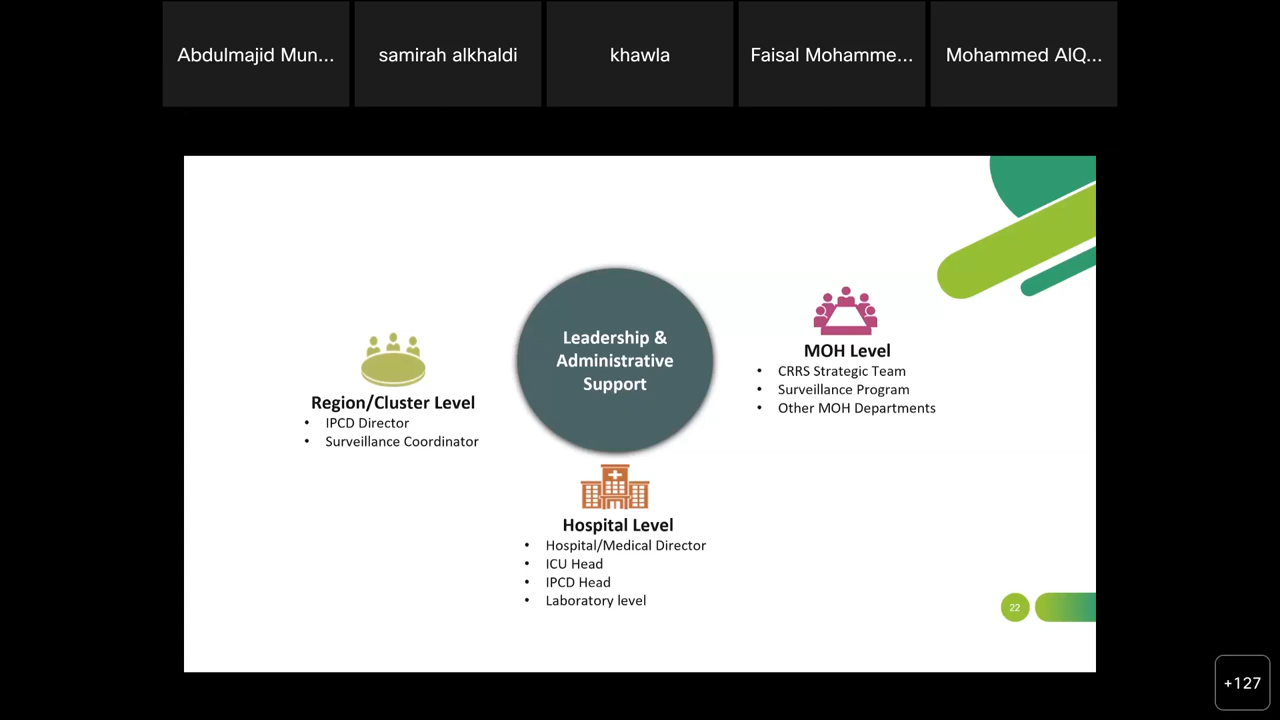 Abdulmajid Mun...
samirah alkhaldi
khawla
Faisal Mohamme...
Mohammed AlQ...
Leadership &
Administrative
Support
Region/Cluster Level
• IPCD Director
• Surveillance Coordinator
MOH Level
• CRRS Strategic Team
• Surveillance Program
• Other MOH Departments
Hospital Level
• Hospital/Medical Director
• ICU Head
• IPCD Head
• Laboratory level
22
+127